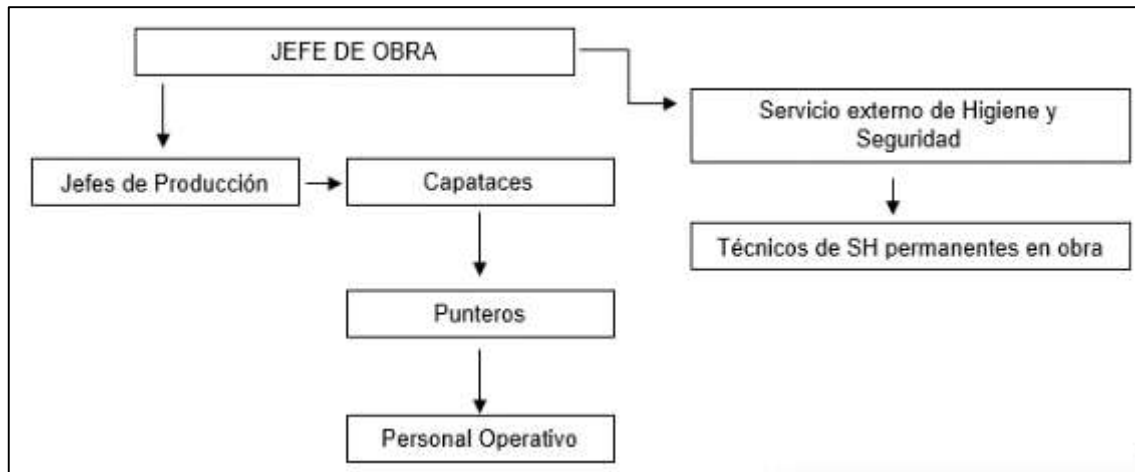 JEFE DE OBRA
Servicio externo de Higiene y
Seguridad
Jefes de Producción
Capataces
Técnicos de SH permanentes en obra
Punteros
Personal Operativo